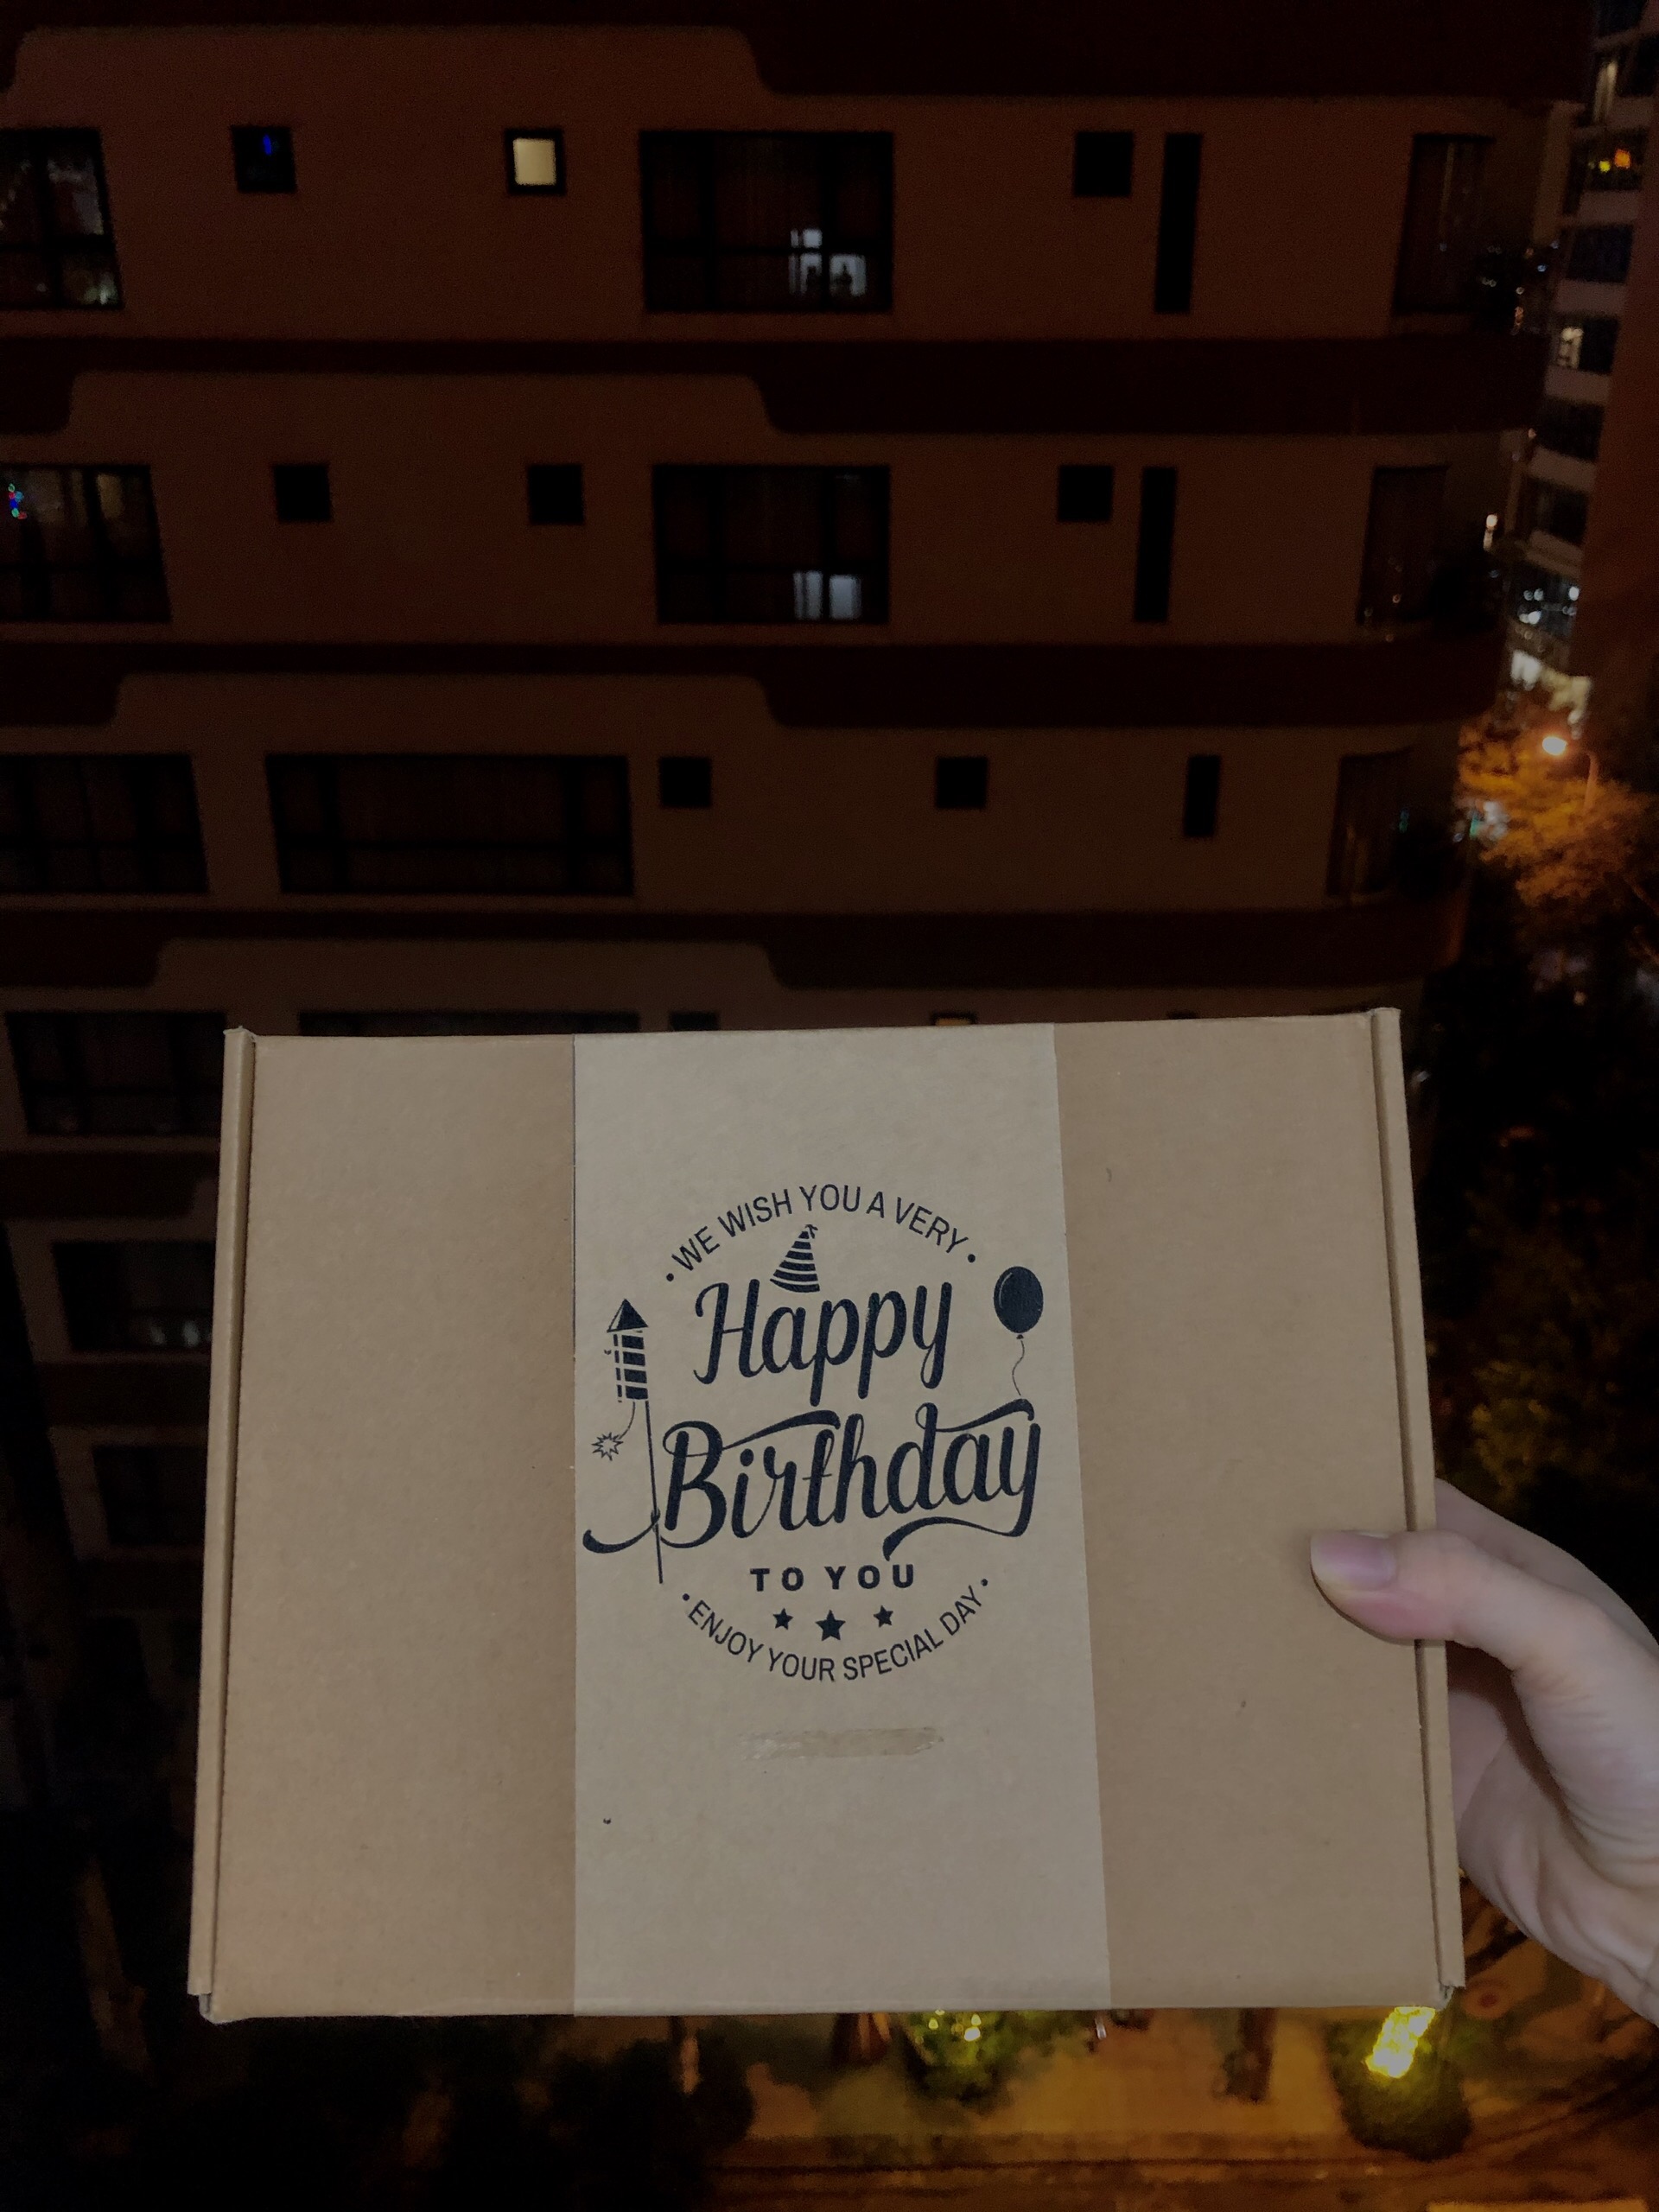 • WE WISH YOU A VERY •
Happy
Birthday
TO YOU
• ENJOY YOUR SPECIAL DAY •